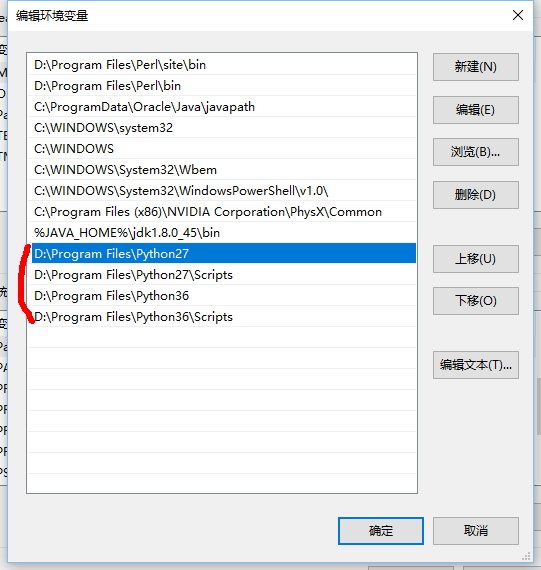 编辑环境变量
D:\Program Files\Perl\site\bin
D:\Program Files\Perl\bin
C:\ProgramData\Oracle\Java\javapath
C:\WINDOWS\system32
C:\WINDOWS
C:\WINDOWS\System32\Wbem
C:\WINDOWS\System32\WindowsPowerShell\v1.0\
C:\Program Files (x86)\NVIDIA Corporation\PhysX\Common
%JAVA_HOME%\jdk1.8.0_45\bin
D:\Program Files\Python27
D:\Program Files\Python27\Scripts
D:\Program Files\Python36
D:\Program Files\Python36\Scripts
新建(N)
编辑(E)
浏览(B)...
删除(D)
上移(U)
下移(O)
编辑文本(T)...
确定
取消